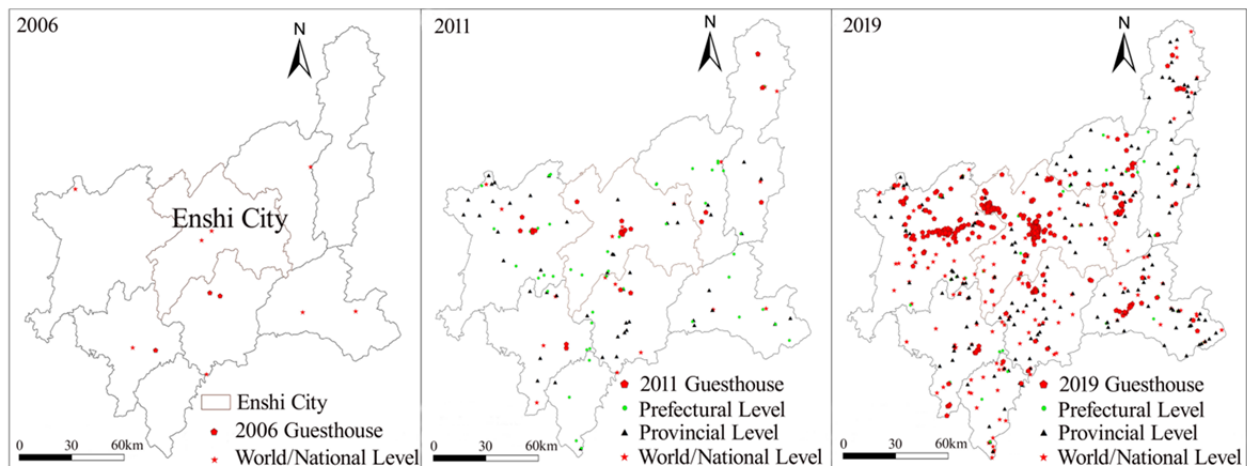 2006
N
Enshi City
Enshi City
2006 Guesthouse
World/National Level
0 30 60km
2011
N
2011 Guesthouse
Prefectural Level
Provincial Level
World/National Level
0 30 60km
2019
N
2019 Guesthouse
Prefectural Level
Provincial Level
World/National Level
0 30 60km